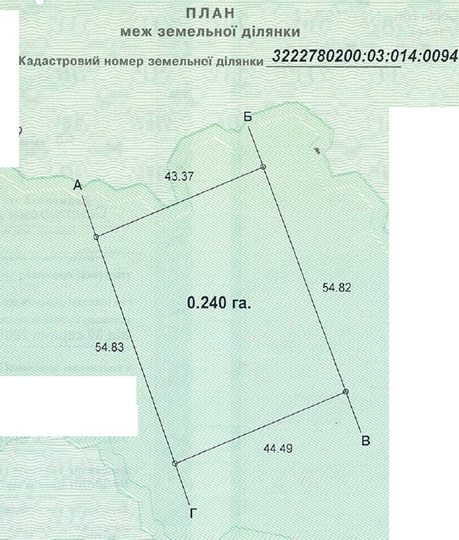 ПЛАН
меж земельної ділянки
Кадастровий номер земельної ділянки 3222780200:03:014:0094
Б
43.37
А
54.82
0.240 га.
54.83
В
44.49
Г